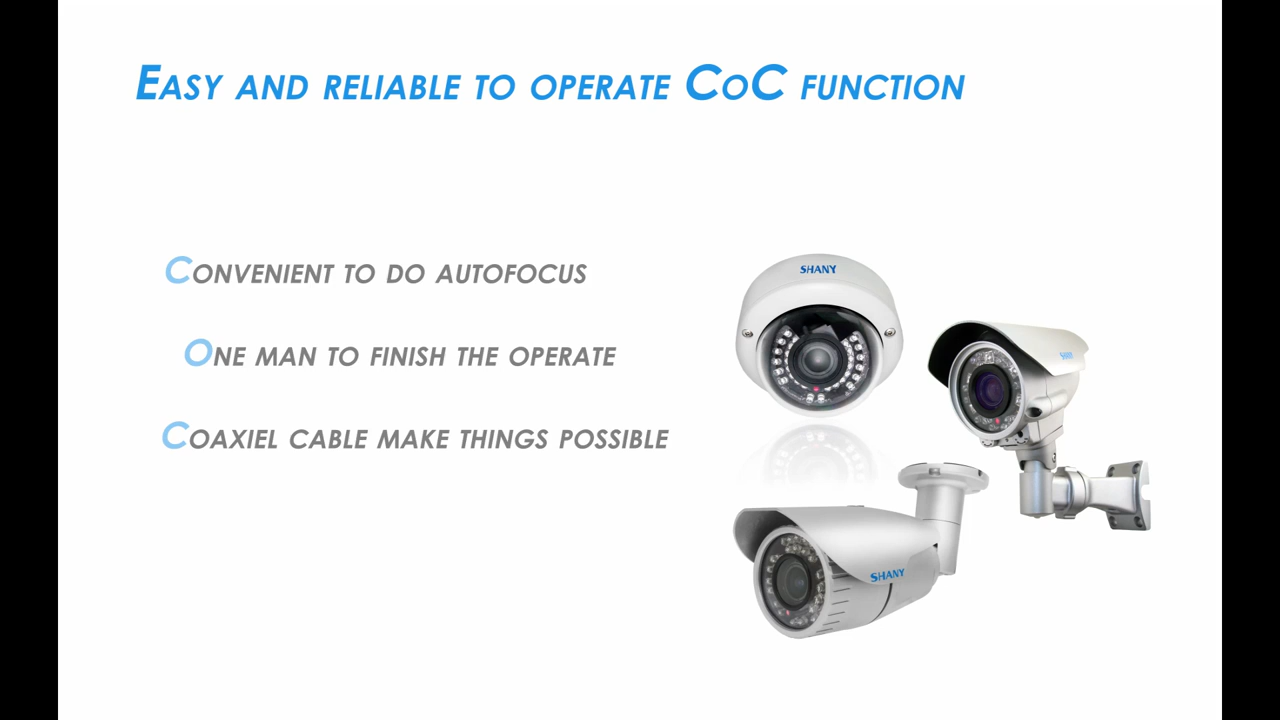 Easy and reliable to operate CoC function
Convenient to do autofocus
One man to finish the operate
Coaxiel cable make things possible
SHANY
SHANY
SHANY